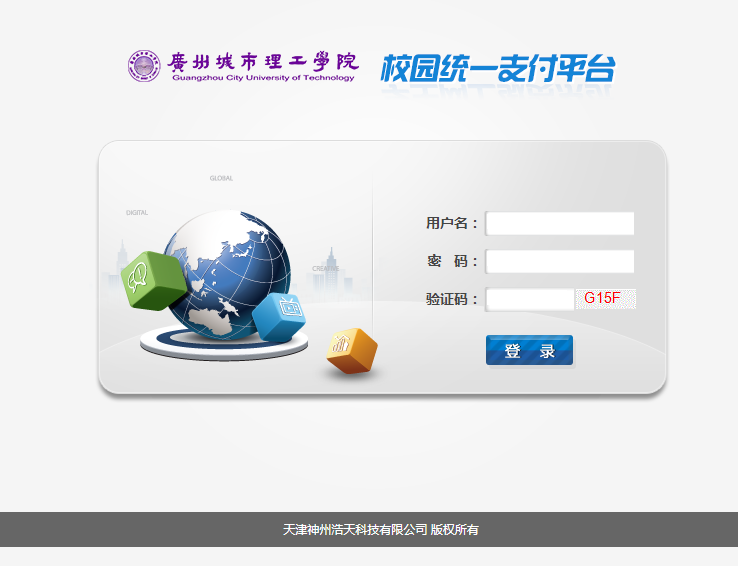 廣州城市理工學院
Guangzhou City University of Technology
校园统一支付平台
GLOBAL
DIGITAL
CREATIVE
用户名：
密 码：
验证码：
G15F
登 录
天津神州浩天科技有限公司 版权所有